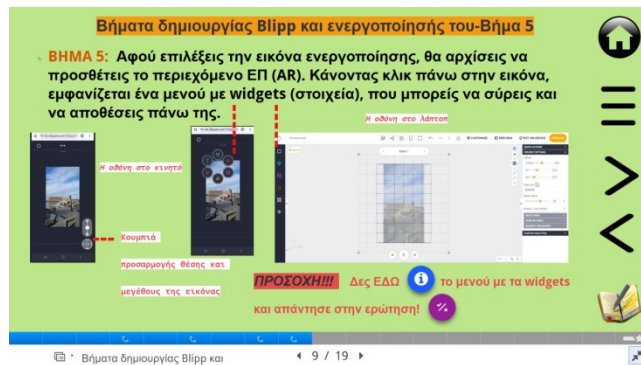 Βήματα δημιουργίας Blipp και ενεργοποίησής του-Βήμα 5
ΒΗΜΑ 5: Αφού επιλέξεις την εικόνα ενεργοποίησης, θα αρχίσεις να
προσθέτεις το περιεχόμενο ΕΠ (AR). Κάνοντας κλικ πάνω στην εικόνα,
εμφανίζεται ένα μενού με widgets (στοιχεία), που μπορείς να σύρεις και
να αποθέσεις πάνω της.
Η οθόνη στο λάπτοπ
Η οθόνη στο κινητό
Κουμπιά
προσαρμογής θέσης και
μεγέθους της εικόνας
ΠΡΟΣΟΧΗ!!! Δες ΕΔΩ το μενού με τα widgets
και απάντησε στην ερώτηση!
Βήματα δημιουργίας Blipp και
9 / 19